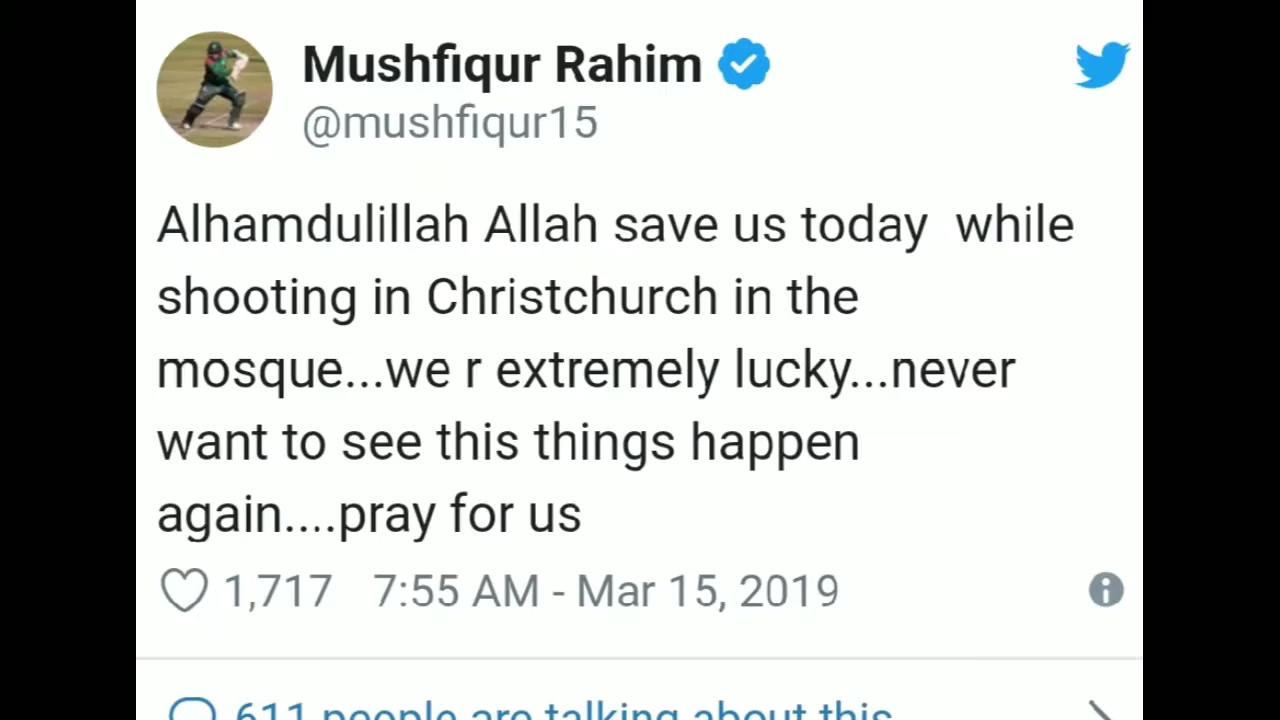 Mushfiqur Rahim
@mushfiqur15
Alhamdulillah Allah save us today  while
shooting in Christchurch in the
mosque...we r extremely lucky...never
want to see this things happen
again....pray for us
1,717 7:55 AM - Mar 15, 2019
611 people are talking about this